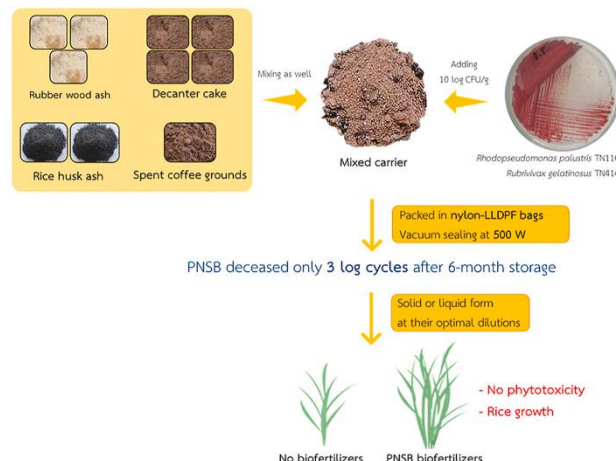 Rubber wood ash
Decanter cake
Rice husk ash
Spent coffee grounds
Mixing as well
Mixed carrier
Adding
10 log CFU/g
Rhodopseudomonas palustris TN110
Rubrivivax gelatinosus TN414
Packed in nylon-LLDPF bags
Vacuum sealing at 500 W
PNSB deceased only 3 log cycles after 6-month storage
Solid or liquid form
at their optimal dilutions
- No phytotoxicity
- Rice growth
No biofertilizers
PNSB biofertilizers